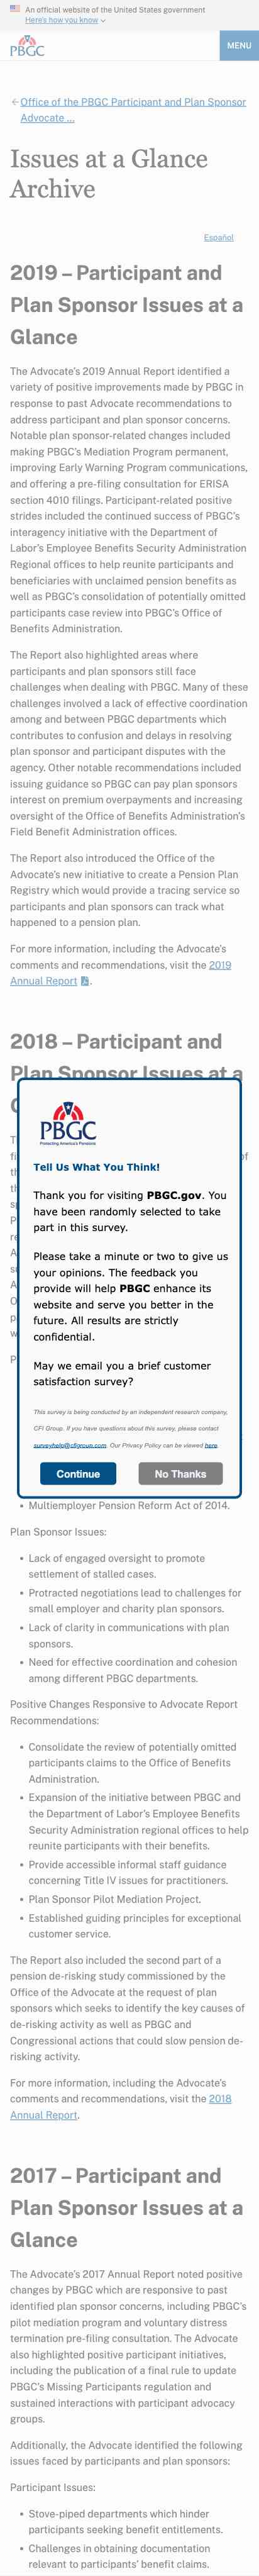 An official website of the United States government
Here's how you know
PBGC
MENU
Office of the PBGC Participant and Plan Sponsor
Advocate ...
Issues at a Glance
Archive
Español
2019 – Participant and
Plan Sponsor Issues at a
Glance
The Advocate's 2019 Annual Report identified a
variety of positive improvements made by PBGC in
response to past Advocate recommendations to
address participant and plan sponsor concerns.
Notable plan sponsor-related changes included
making PBGC's Mediation Program permanent,
improving Early Warning Program communications,
and offering a pre-filing consultation for ERISA
section 4010 filings. Participant-related positive
strides included the continued success of PBGC's
interagency initiative with the Department of
Labor's Employee Benefits Security Administration
Regional offices to help reunite participants and
beneficiaries with unclaimed pension benefits as
well as PBGC's consolidation of potentially omitted
participants case review into PBGC's Office of
Benefits Administration.
The Report also highlighted areas where
participants and plan sponsors still face
challenges when dealing with PBGC. Many of these
challenges involved a lack of effective coordination
among and between PBGC departments which
contributes to confusion and delays in resolving
plan sponsor and participant disputes with the
agency. Other notable recommendations included
issuing guidance so PBGC can pay plan sponsors
interest on premium overpayments and increasing
oversight of the Office of Benefits Administration's
Field Benefit Administration offices.
The Report also introduced the Office of the
Advocate's new initiative to create a Pension Plan
Registry which would provide a tracing service so
participants and plan sponsors can track what
happened to a pension plan.
For more information, including the Advocate's
comments and recommendations, visit the 2019
Annual Report.
2018 – Participant and
Plan Sponsor Issues at a
PBGC
Protecting America's Pensions
Tell Us What You Think!
Thank you for visiting PBGC.gov. You
have been randomly selected to take
part in this survey.
Please take a minute or two to give us
your opinions. The feedback you
provide will help PBGC enhance its
website and serve you better in the
future. All results are strictly
confidential.
May we email you a brief customer
satisfaction survey?
This survey is being conducted by an independent research company,
CFI Group. If you have questions about this survey, please contact
surveyhelp@cfigroup.com. Our Privacy Policy can be viewed here.
Continue
No Thanks
• Multiemployer Pension Reform Act of 2014.
Plan Sponsor Issues:
• Lack of engaged oversight to promote
settlement of stalled cases.
• Protracted negotiations lead to challenges for
small employer and charity plan sponsors.
• Lack of clarity in communications with plan
sponsors.
• Need for effective coordination and cohesion
among different PBGC departments.
Positive Changes Responsive to Advocate Report
Recommendations:
• Consolidate the review of potentially omitted
participants claims to the Office of Benefits
Administration.
• Expansion of the initiative between PBGC and
the Department of Labor's Employee Benefits
Security Administration regional offices to help
reunite participants with their benefits.
• Provide accessible informal staff guidance
concerning Title IV issues for practitioners.
• Plan Sponsor Pilot Mediation Project.
• Established guiding principles for exceptional
customer service.
The Report also included the second part of a
pension de-risking study commissioned by the
Office of the Advocate at the request of plan
sponsors which seeks to identify the key causes of
de-risking activity as well as PBGC and
Congressional actions that could slow pension de-
risking activity.
For more information, including the Advocate's
comments and recommendations, visit the 2018
Annual Report.
2017 – Participant and
Plan Sponsor Issues at a
Glance
The Advocate's 2017 Annual Report noted positive
changes by PBGC which are responsive to past
identified plan sponsor concerns, including PBGC's
pilot mediation program and voluntary distress
termination pre-filing consultation. The Advocate
also highlighted positive participant initiatives,
including the publication of a final rule to update
PBGC's Missing Participants regulation and
sustained interactions with participant advocacy
groups.
Additionally, the Advocate identified the following
issues faced by participants and plan sponsors:
Participant Issues:
• Stove-piped departments which hinder
participants seeking benefit entitlements.
• Challenges in obtaining documentation
relevant to participants' benefit claims.